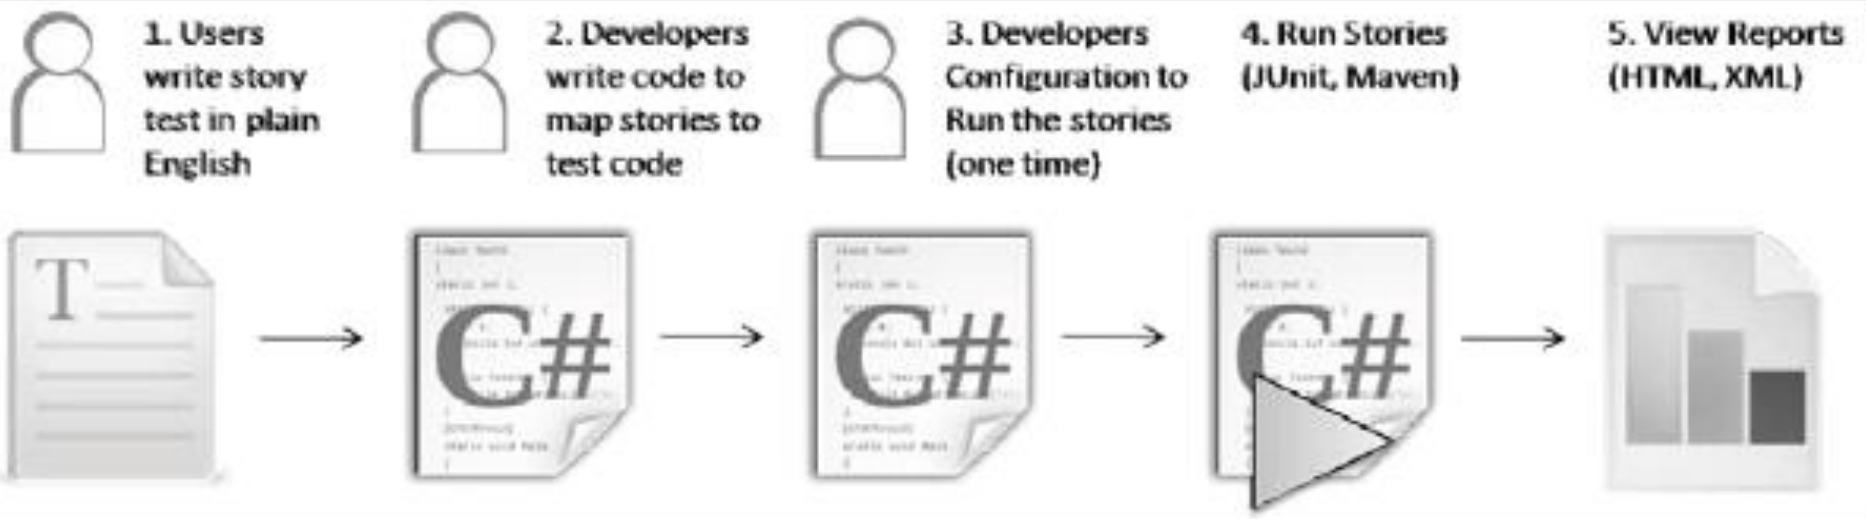 1. Users
write story
test in plain
English
2. Developers
write code to
map stories to
test code
3. Developers
Configuration to
Run the stories
(one time)
4. Run Stories
(JUnit, Maven)
5. View Reports
(HTML, XML)
T
C#
C#
C#